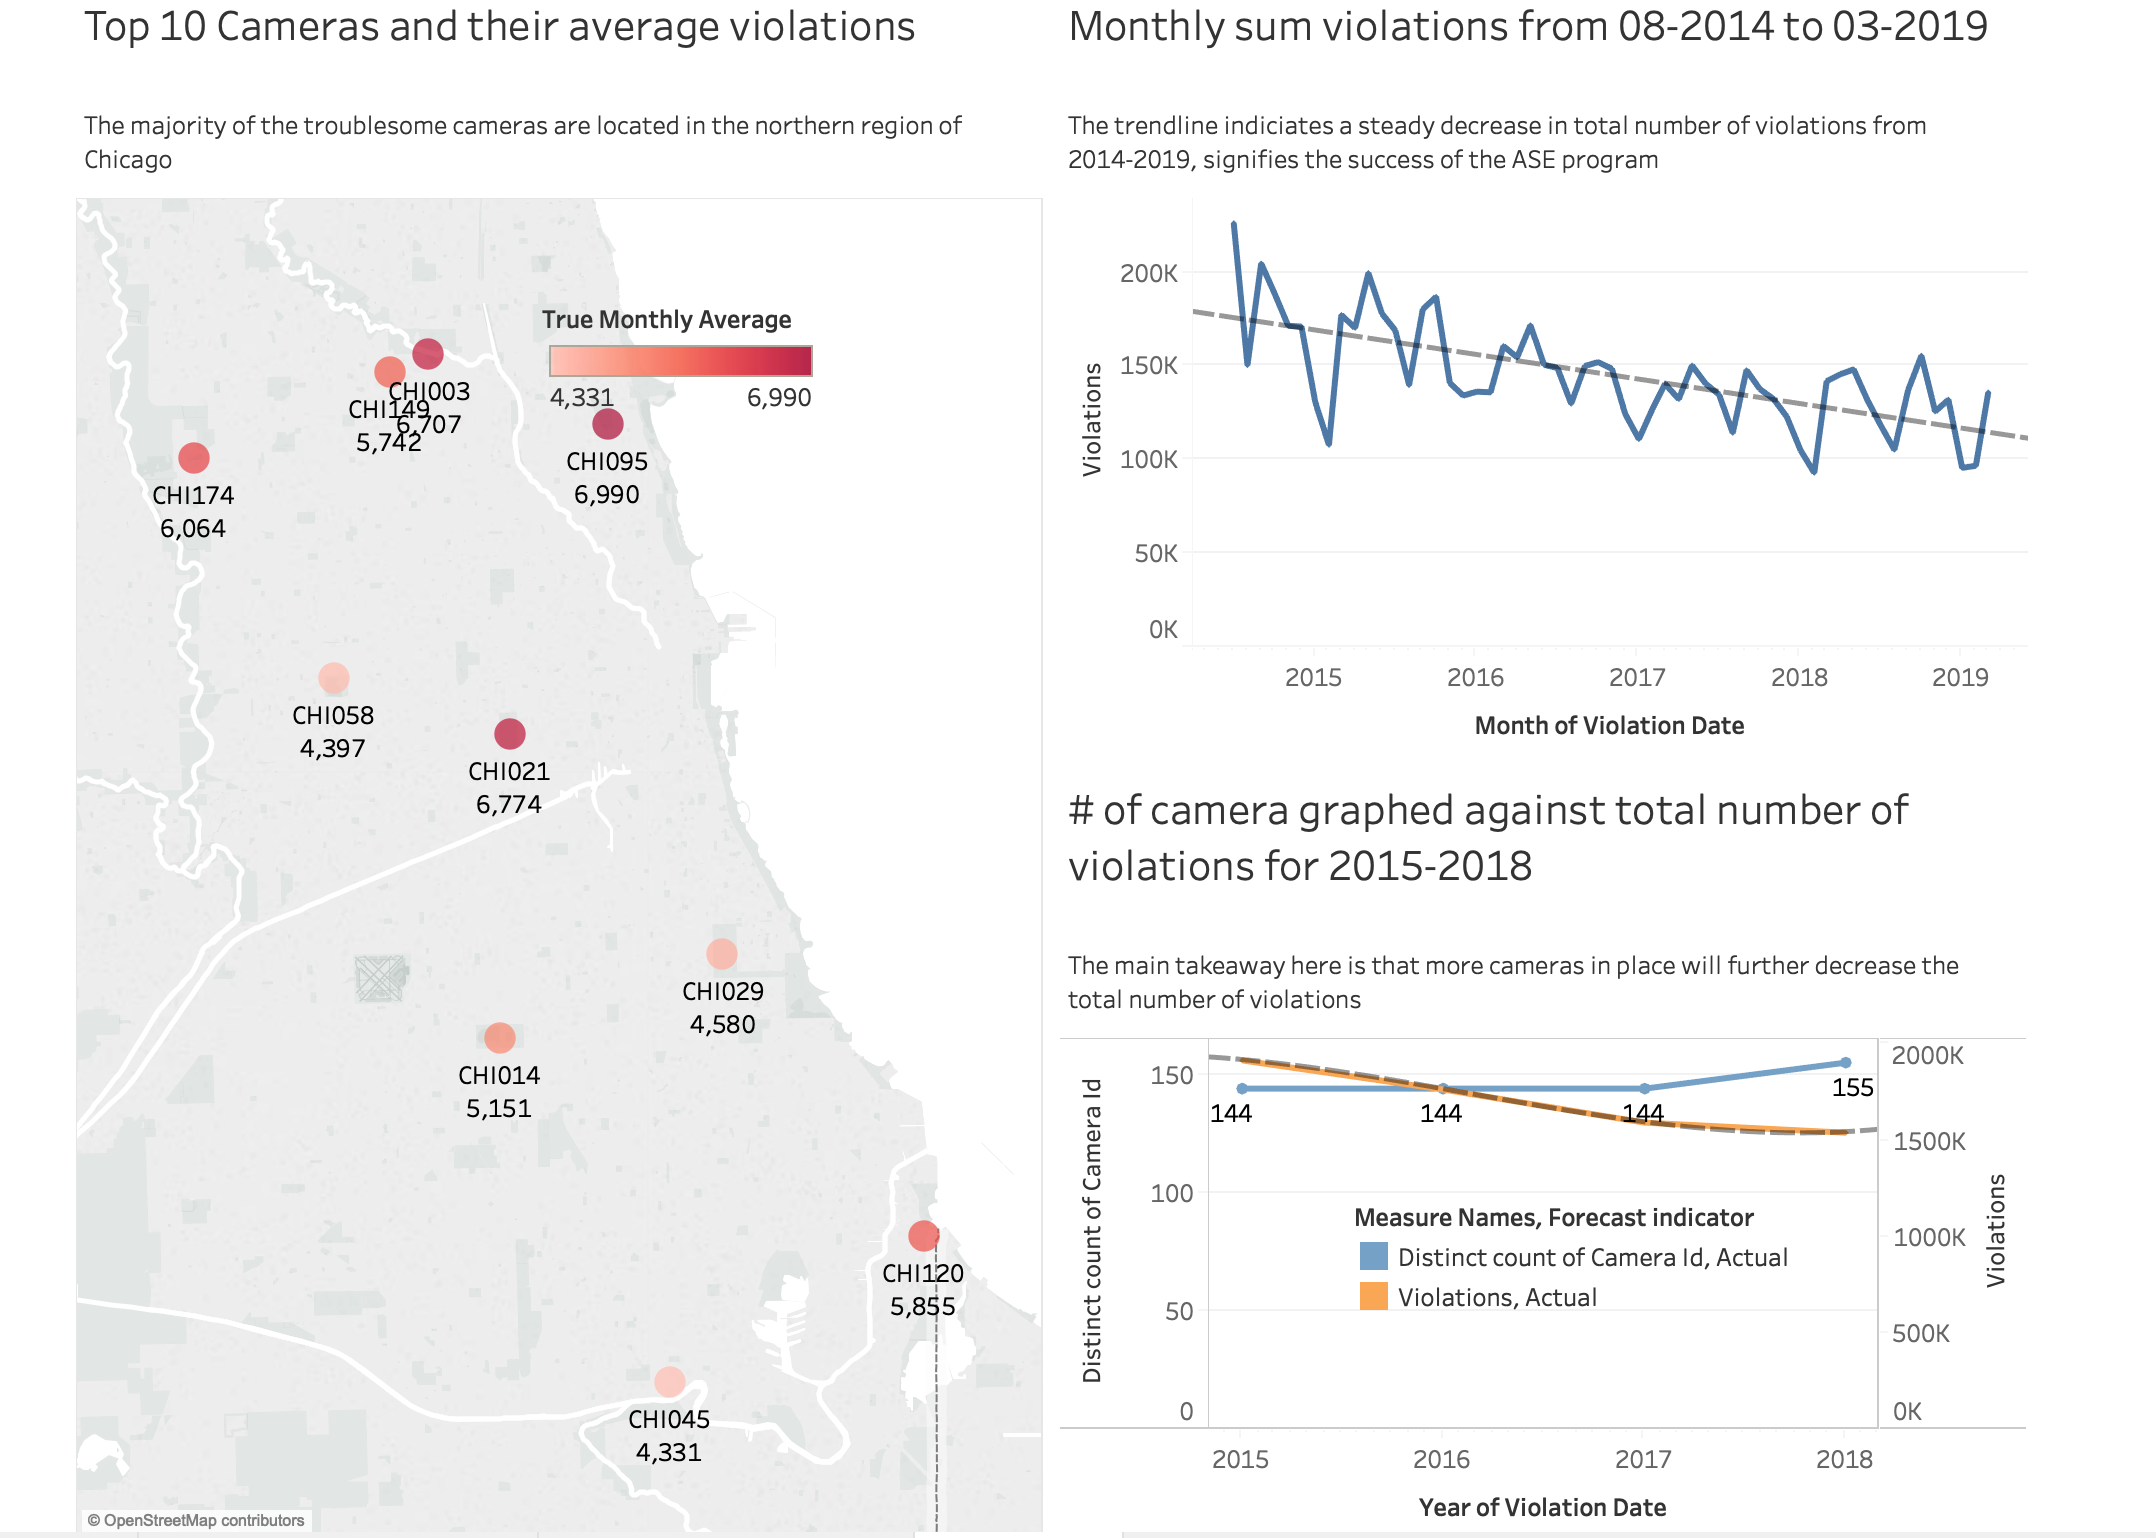 Top 10 Cameras and their average violations
The majority of the troublesome cameras are located in the northern region of
Chicago
True Monthly Average
4,331 6,990
CHI003
6,707
CHI149
5,742
CHI095
6,990
CHI174
6,064
CHI058
4,397
CHI021
6,774
CHI029
4,580
CHI014
5,151
CHI120
5,855
CHI045
4,331
© OpenStreetMap contributors
Monthly sum violations from 08-2014 to 03-2019
The trendline indiciates a steady decrease in total number of violations from
2014-2019, signifies the success of the ASE program
Violations
200K
150K
100K
50K
0K
2015 2016 2017 2018 2019
Month of Violation Date
# of camera graphed against total number of
violations for 2015-2018
The main takeaway here is that more cameras in place will further decrease the
total number of violations
Distinct count of Camera Id
150
100
50
0
144 144 144 155
Measure Names, Forecast indicator
Distinct count of Camera Id, Actual
Violations, Actual
2000K
1500K
1000K
500K
0K
Violations
2015 2016 2017 2018
Year of Violation Date